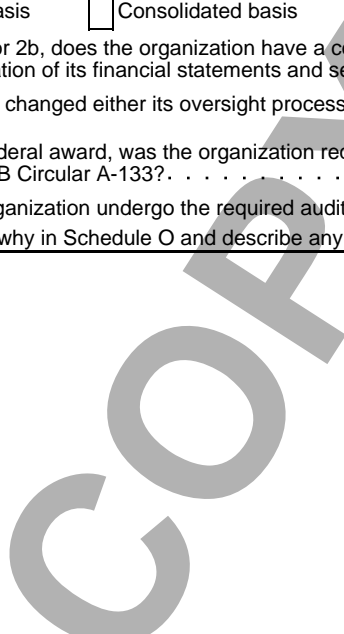 asis Consolidated basis
or 2b, does the organization have a co
ation of its financial statements and se
changed either its oversight process
deral award, was the organization req
B Circular A-133?. . . . . . . . . . .
ganization undergo the required audit
why in Schedule O and describe any
COPY